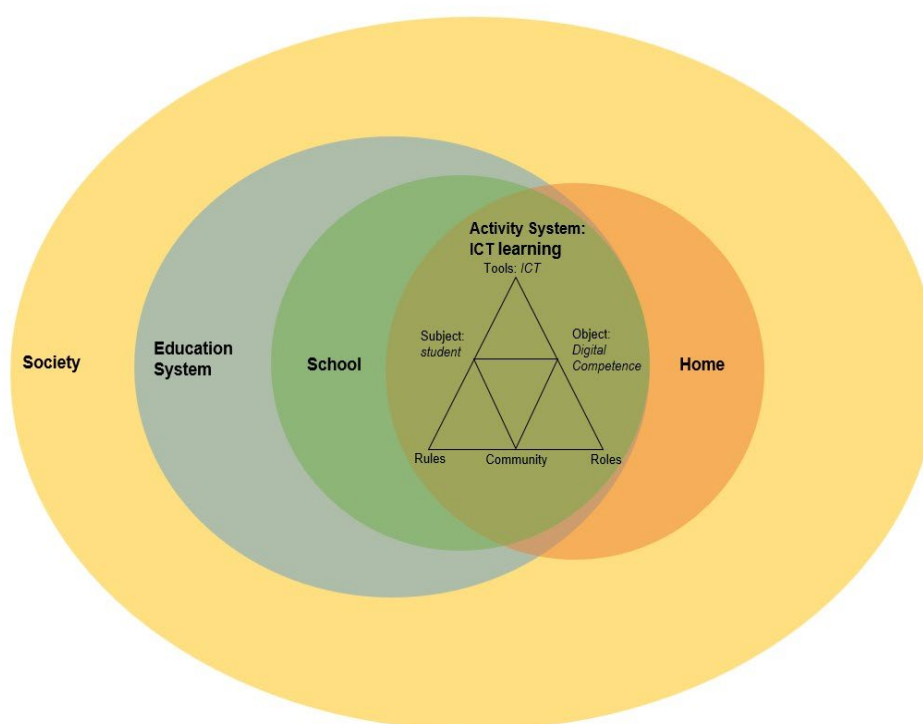 Activity System:
ICT learning
Tools: ICT
Subject:
student
Object:
Digital
Competence
Society
Education
System
School
Home
Rules
Community
Roles